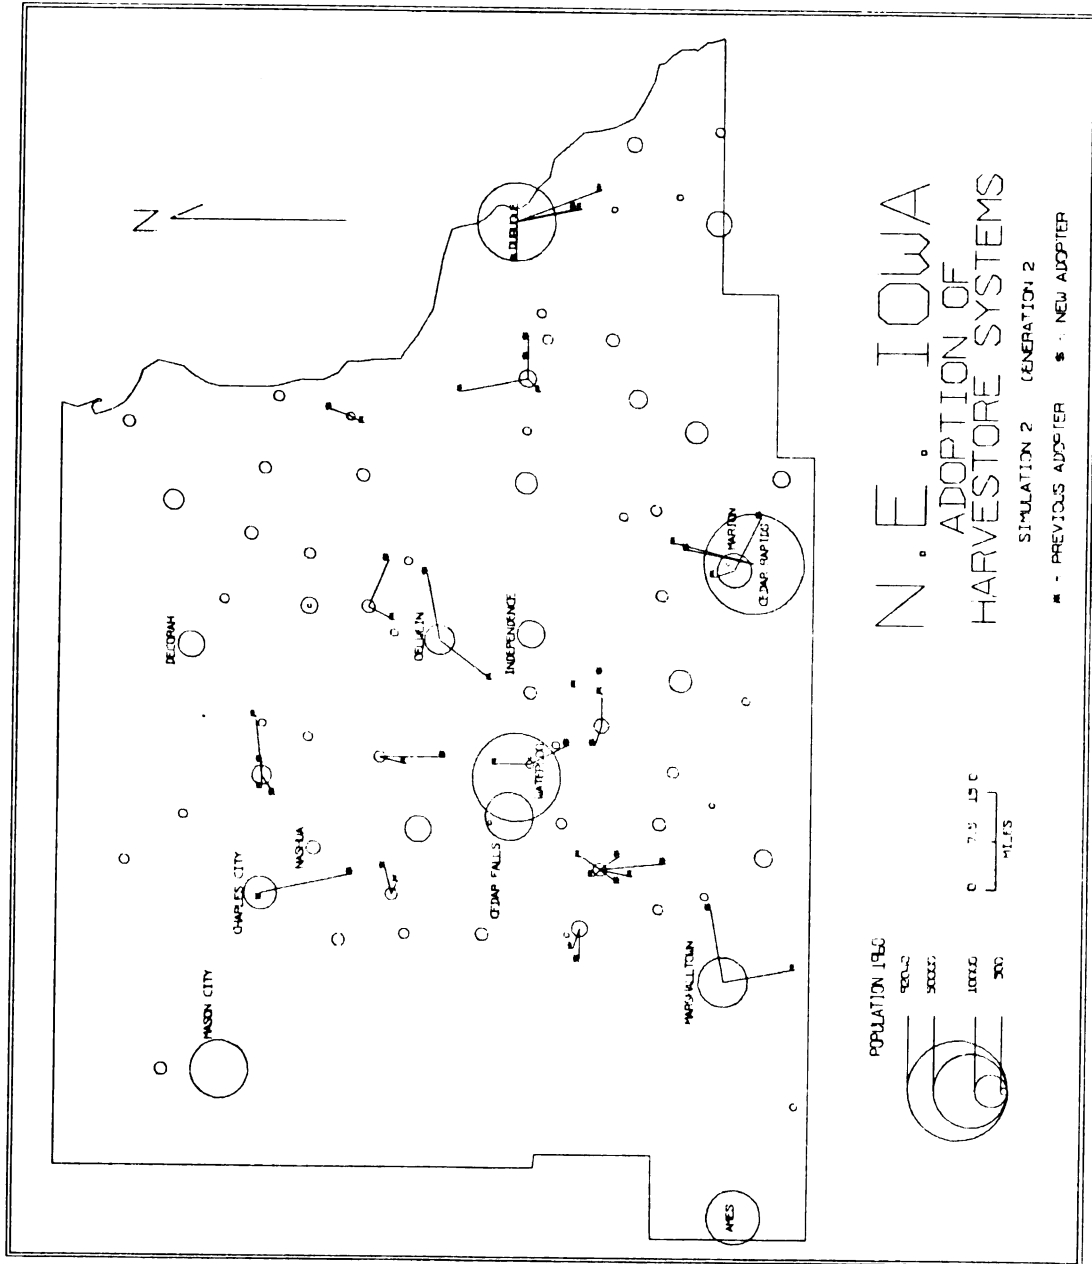 N
MASON CITY
CHARLES CITY
NASHUA
DECORAH
OELWEIN
INDEPENDENCE
DUBUQUE
CEDAR FALLS
WATERLOO
MARSHALLTOWN
MARION
CEDAR RAPIDS
AMES
POPULATION 1960
50000
10000
500
0 7.5 15.0
MILES
N.E. IOWA
ADOPTION OF
HARVESTORE SYSTEMS
SIMULATION 2 GENERATION 2
* - PREVIOUS ADOPTER $ - NEW ADOPTER